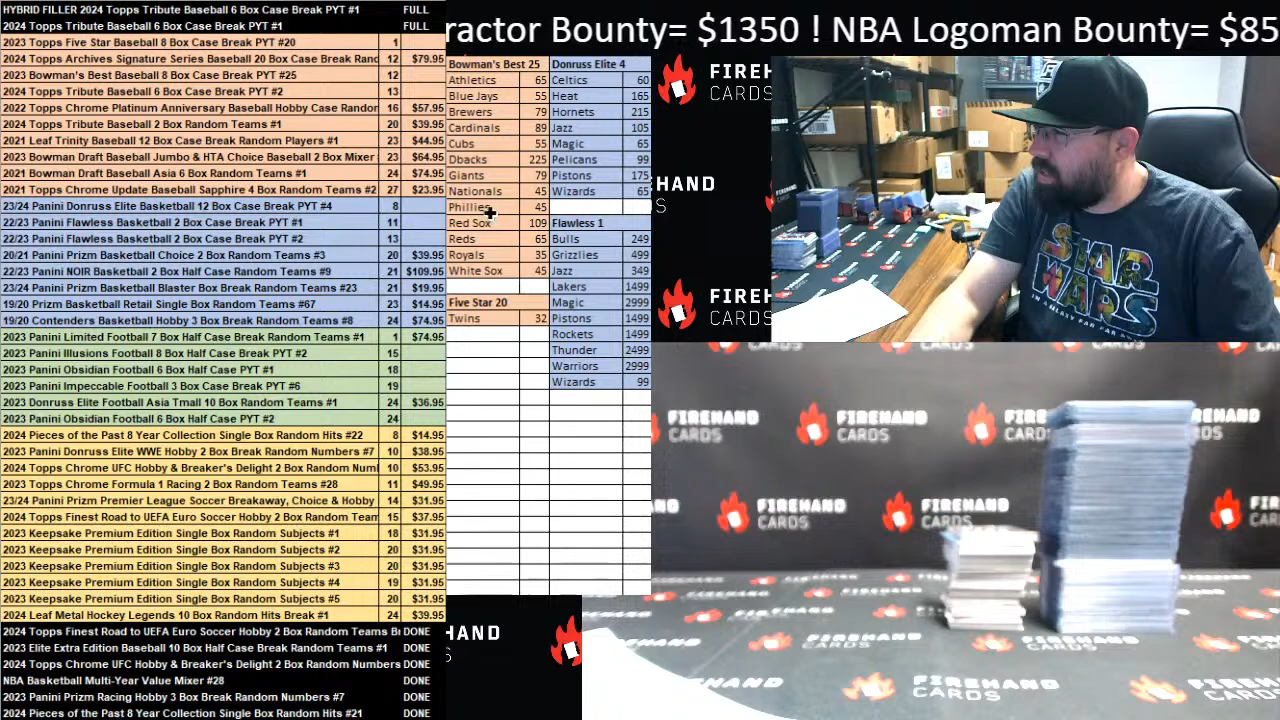 HYBRID FILLER 2024 Topps Tribute Baseball 6 Box Case Break PYT #1 FULL
2024 Topps Tribute Baseball 6 Box Case Break PYT #1 FULL
2023 Topps Five Star Baseball 8 Box Case Break PYT #20 1
2024 Topps Archives Signature Series Baseball 20 Box Case Break Rand 12 $79.95
2023 Bowman's Best Baseball 8 Box Case Break PYT #25 12
2024 Topps Tribute Baseball 6 Box Case Break PYT #2 13
2022 Topps Chrome Platinum Anniversary Baseball Hobby Case Randor 16 $57.95
2024 Topps Tribute Baseball 2 Box Random Teams #1 20 $39.95
2021 Leaf Trinity Baseball 12 Box Case Break Random Players #1 23 $44.95
2023 Bowman Draft Baseball Jumbo & HTA Choice Baseball 2 Box Mixer 23 $64.95
2021 Bowman Draft Baseball Asia 6 Box Random Teams #1 24 $74.95
2021 Topps Chrome Update Baseball Sapphire 4 Box Random Teams #2 27 $23.95
23/24 Panini Donruss Elite Basketball 12 Box Case Break PYT #4 8
22/23 Panini Flawless Basketball 2 Box Case Break PYT #1 11
22/23 Panini Flawless Basketball 2 Box Case Break PYT #2 13
20/21 Panini Prizm Basketball Choice 2 Box Random Teams #3 20 $39.95
22/23 Panini NOIR Basketball 2 Box Half Case Random Teams #9 21 $109.95
23/24 Panini Prizm Basketball Blaster Box Break Random Teams #23 21 $19.95
19/20 Prizm Basketball Retail Single Box Random Teams #67 23 $14.95
19/20 Contenders Basketball Hobby 3 Box Break Random Teams #8 24 $74.95
2023 Panini Limited Football 7 Box Half Case Break Random Teams #1 1 $74.95
2023 Panini Illusions Football 8 Box Half Case Break PYT #2 15
2023 Panini Obsidian Football 6 Box Half Case PYT #1 18
2023 Panini Impeccable Football 3 Box Case Break PYT #6 19
2023 Donruss Elite Football Asia Tmall 10 Box Random Teams #1 24 $36.95
2023 Panini Obsidian Football 6 Box Half Case PYT #2 24
2024 Pieces of the Past 8 Year Collection Single Box Random Hits #22 8 $14.95
2023 Panini Donruss Elite WWE Hobby 2 Box Random Numbers #7 10 $38.95
2024 Topps Chrome UFC Hobby & Breaker's Delight 2 Box Random Numl 10 $53.95
2023 Topps Chrome Formula 1 Racing 2 Box Random Teams #28 11 $49.95
23/24 Panini Prizm Premier League Soccer Breakaway, Choice & Hobby 14 $31.95
2024 Topps Finest Road to UEFA Euro Soccer Hobby 2 Box Random Team 15 $37.95
2023 Keepsake Premium Edition Single Box Random Subjects #1 18 $31.95
2023 Keepsake Premium Edition Single Box Random Subjects #2 20 $31.95
2023 Keepsake Premium Edition Single Box Random Subjects #3 20 $31.95
2023 Keepsake Premium Edition Single Box Random Subjects #4 19 $31.95
2023 Keepsake Premium Edition Single Box Random Subjects #5 20 $31.95
2024 Leaf Metal Hockey Legends 10 Box Random Hits Break #1 24 $39.95
2024 Topps Finest Road to UEFA Euro Soccer Hobby 2 Box Random Teams B DONE
2023 Elite Extra Edition Baseball 10 Box Half Case Break Random Teams #1 DONE
2024 Topps Chrome UFC Hobby & Breaker's Delight 2 Box Random Numbers DONE
NBA Basketball Multi-Year Value Mixer #28 DONE
2023 Panini Prizm Racing Hobby 3 Box Break Random Numbers #7 DONE
2024 Pieces of the Past 8 Year Collection Single Box Random Hits #21 DONE
ractor Bounty= $1350 ! NBA Logoman Bounty= $85
Bowman's Best 25
Athletics 65
Blue Jays 55
Brewers 79
Cardinals 89
Cubs 55
Dbacks 225
Giants 79
Nationals 45
Phillies 45
Red Sox 109
Reds 65
Royals 35
White Sox 45
Five Star 20
Twins 32
Donruss Elite 4
Celtics 60
Heat 165
Hornets 215
Jazz 105
Magic 65
Pelicans 99
Pistons 175
Wizards 65
Flawless 1
Bulls 249
Grizzlies 499
Jazz 349
Lakers 1499
Magic 2999
Pistons 1499
Rockets 1499
Thunder 2499
Warriors 2999
Wizards 99
FIREH
CARDS
HAND
S
FIREH
CARDS
HAND
S
STAR
WARS
FIREHAND
CARDS
FIREHAND
CARDS
FIREHAND
CARDS
FIREHAND
CARDS